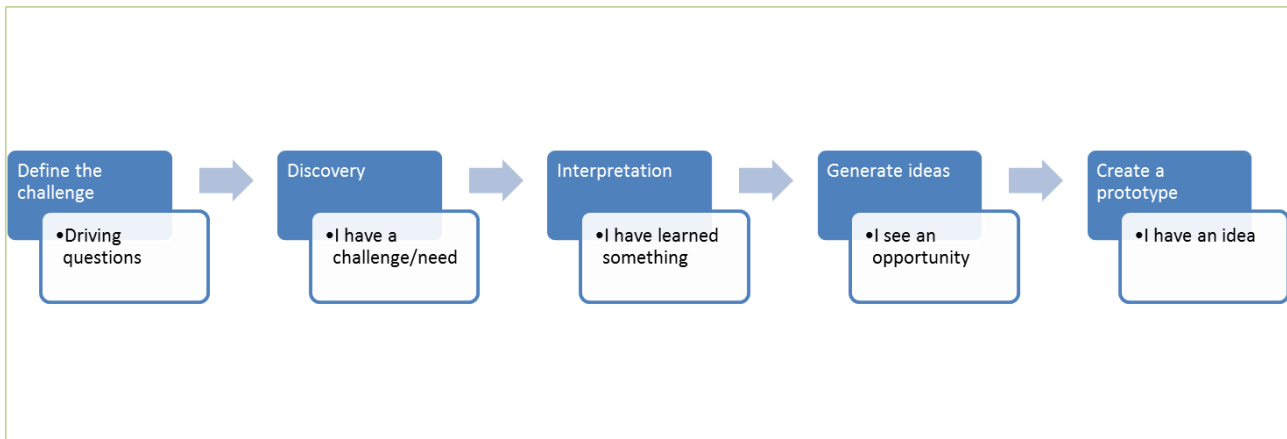 Define the
challenge
•Driving
questions
Discovery
•I have a
challenge/need
Interpretation
•I have learned
something
Generate ideas
•I see an
opportunity
Create a
prototype
•I have an idea